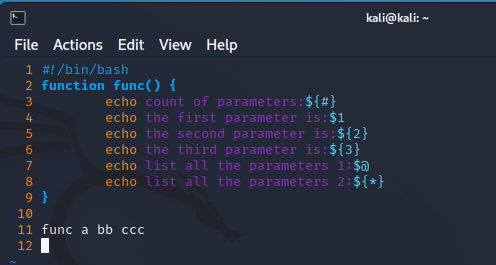 kali@kali: ~
File Actions Edit View Help
1 #!/bin/bash
2 function func() {
3 echo count of parameters:${#}
4 echo the first parameter is:$1
5 echo the second parameter is:${2}
6 echo the third parameter is:${3}
7 echo list all the parameters 1:$@
8 echo list all the parameters 2:${*}
9 }
10
11 func a bb ccc
12
~